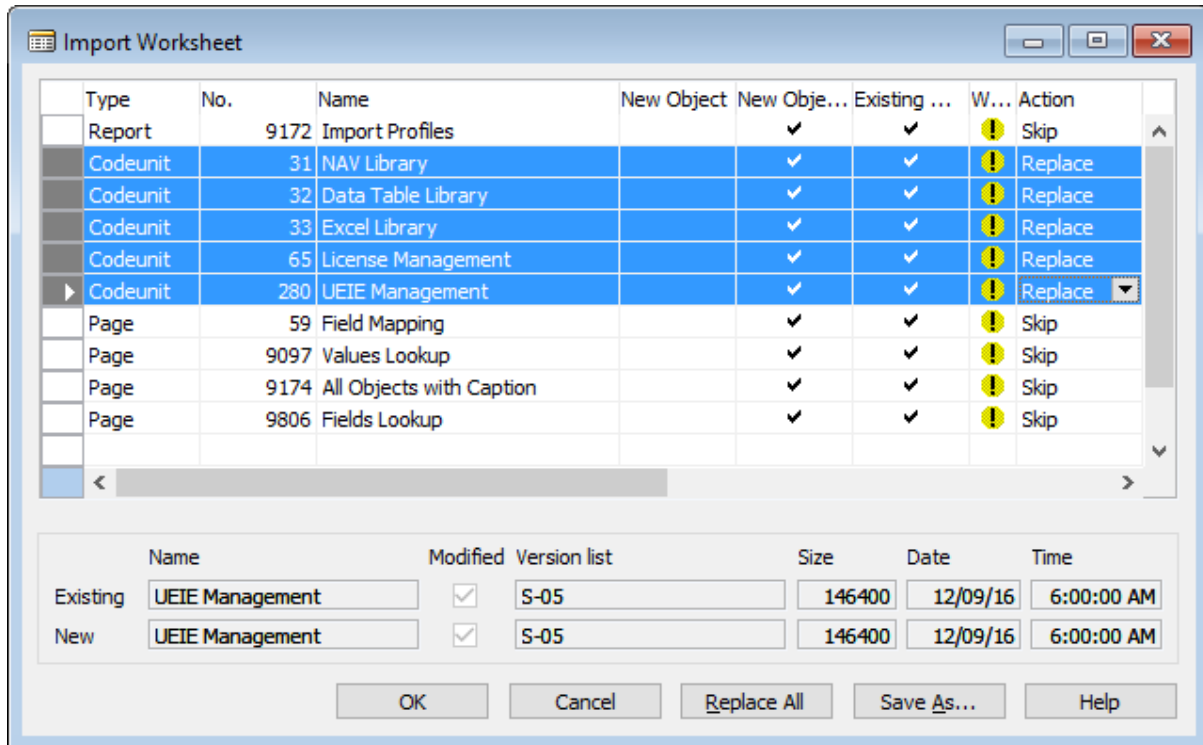 Import Worksheet
Type No. Name New Object New Obje... Existing ... W... Action
Report 9172 Import Profiles Skip
Codeunit 31 NAV Library Replace
Codeunit 32 Data Table Library Replace
Codeunit 33 Excel Library Replace
Codeunit 65 License Management Replace
Codeunit 280 UEIE Management Replace
Page 59 Field Mapping Skip
Page 9097 Values Lookup Skip
Page 9174 All Objects with Caption Skip
Page 9806 Fields Lookup Skip
Name Modified Version list Size Date Time
Existing UEIE Management S-05 146400 12/09/16 6:00:00 AM
New UEIE Management S-05 146400 12/09/16 6:00:00 AM
OK Cancel Replace All Save As... Help